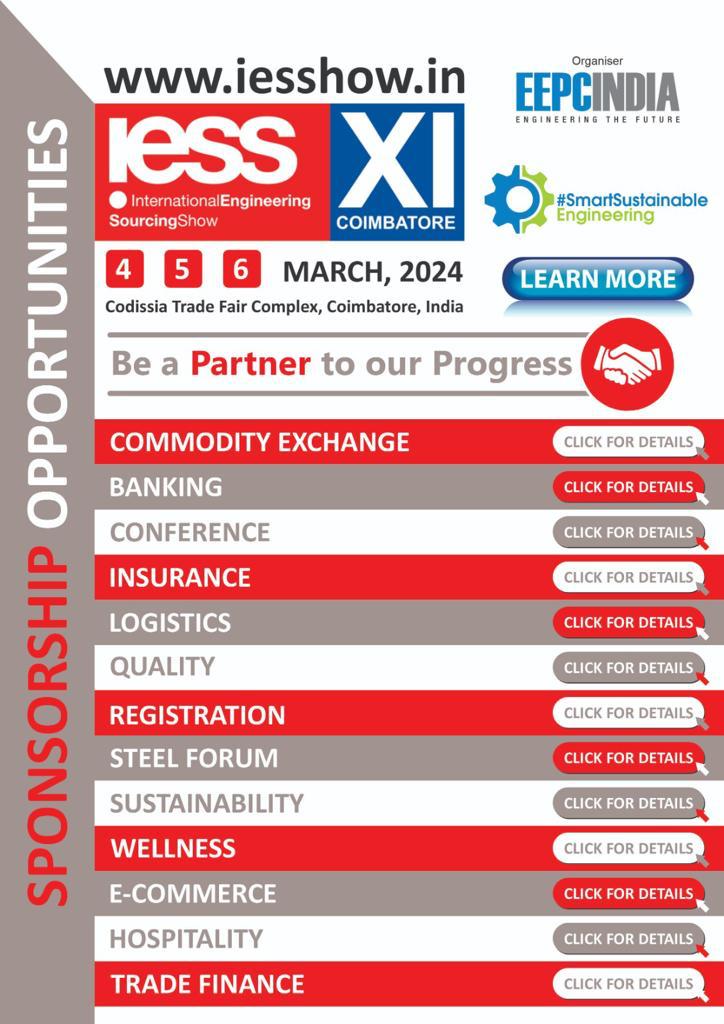 SPONSORSHIP OPPORTUNITIES
www.iesshow.in
Organiser
EEPCINDIA
ENGINEERING THE FUTURE
iess
InternationalEngineering
SourcingShow
XI
COIMBATORE
#SmartSustainable
Engineering
4 5 6 MARCH, 2024
LEARN MORE
Codissia Trade Fair Complex, Coimbatore, India
Be a Partner to our Progress
COMMODITY EXCHANGE CLICK FOR DETAILS
BANKING CLICK FOR DETAILS
CONFERENCE CLICK FOR DETAILS
INSURANCE CLICK FOR DETAILS
LOGISTICS CLICK FOR DETAILS
QUALITY CLICK FOR DETAILS
REGISTRATION CLICK FOR DETAILS
STEEL FORUM CLICK FOR DETAILS
SUSTAINABILITY CLICK FOR DETAILS
WELLNESS CLICK FOR DETAILS
E-COMMERCE CLICK FOR DETAILS
HOSPITALITY CLICK FOR DETAILS
TRADE FINANCE CLICK FOR DETAILS